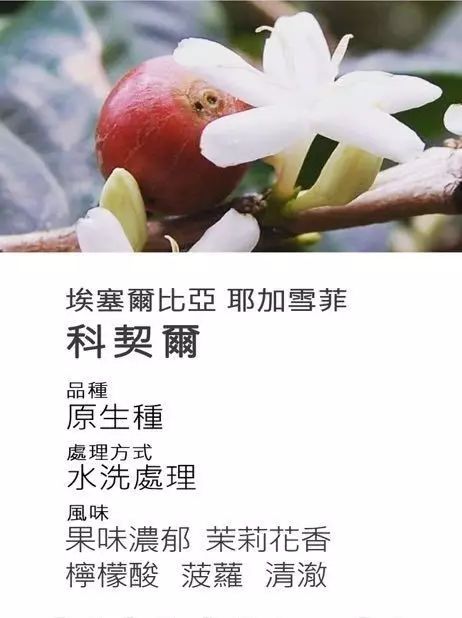 埃塞爾比亞 耶加雪菲
科契爾
品種
原生種
處理方式
水洗處理
風味
果味濃郁 茉莉花香
檸檬酸 菠蘿 清澈